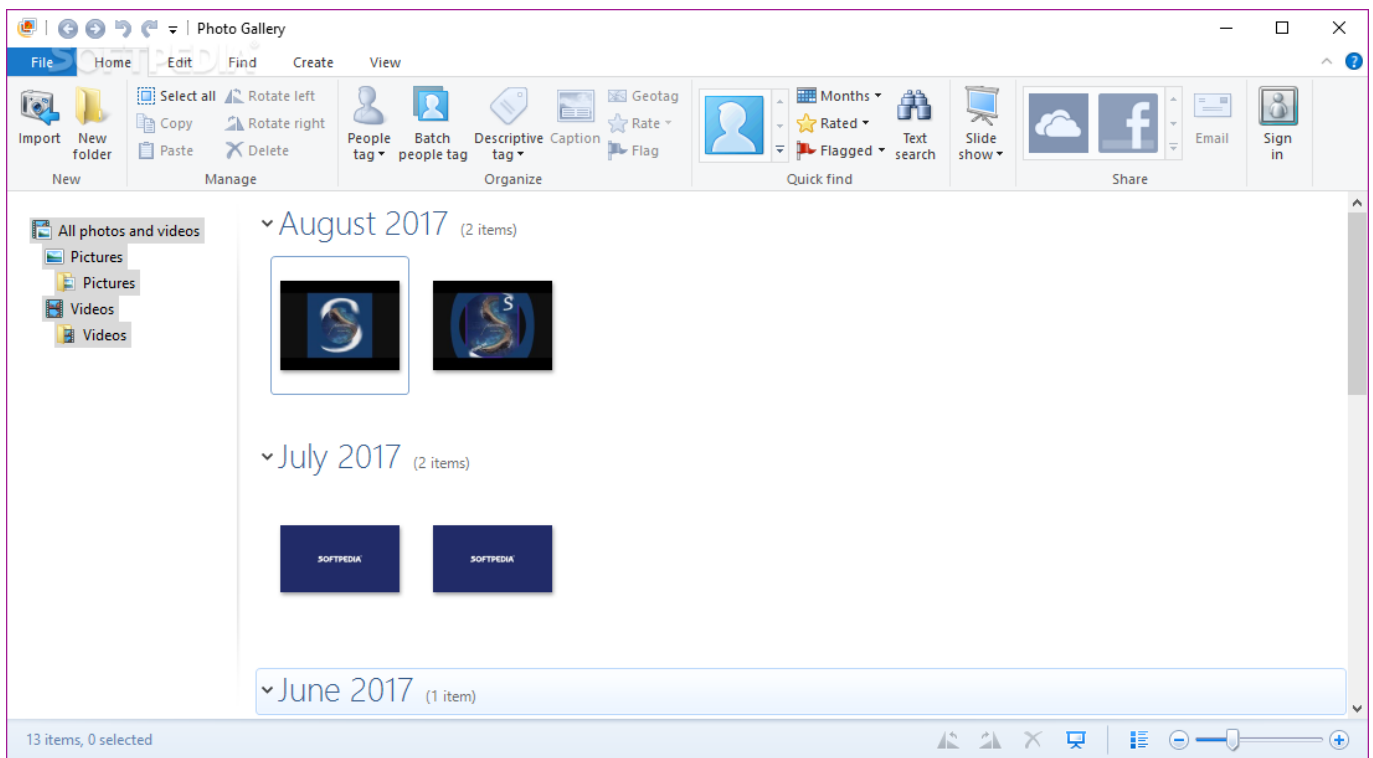 Photo Gallery
SOFTPEDIA
File Home Edit Find Create View
Import
New folder
New
Select all
Copy
Paste
Rotate left
Rotate right
Delete
Manage
People tag
Batch people tag
Descriptive tag
Caption
Geotag
Rate
Flag
Organize
Months
Rated
Flagged
Text search
Quick find
Slide show
Share
Email
Sign in
All photos and videos
Pictures
Pictures
Videos
Videos
August 2017 (2 items)
S
S
July 2017 (2 items)
SOFTPEDIA
SOFTPEDIA
June 2017 (1 item)
13 items, 0 selected